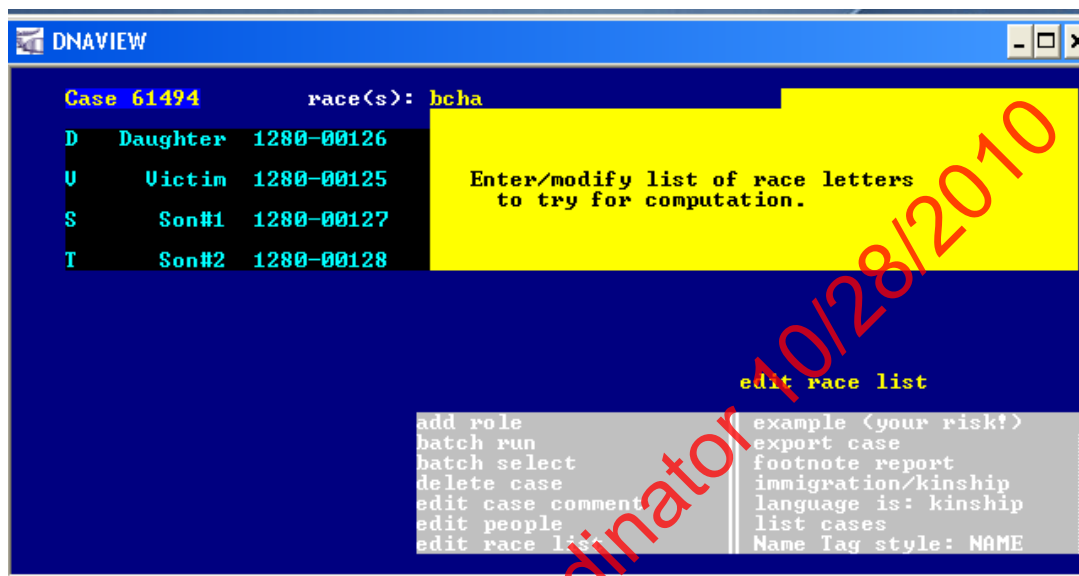 DNAVIEW
Case 61494 race(s): bcha
D Daughter 1280-00126
V Victim 1280-00125
S Son#1 1280-00127
T Son#2 1280-00128
Enter/modify list of race letters
to try for computation.
edit race list
add role
batch run
batch select
delete case
edit case comment
edit people
edit race list
example (your risk!)
export case
footnote report
immigration/kinship
language is: kinship
list cases
Name Tag style: NAME
dinator 10/28/2010